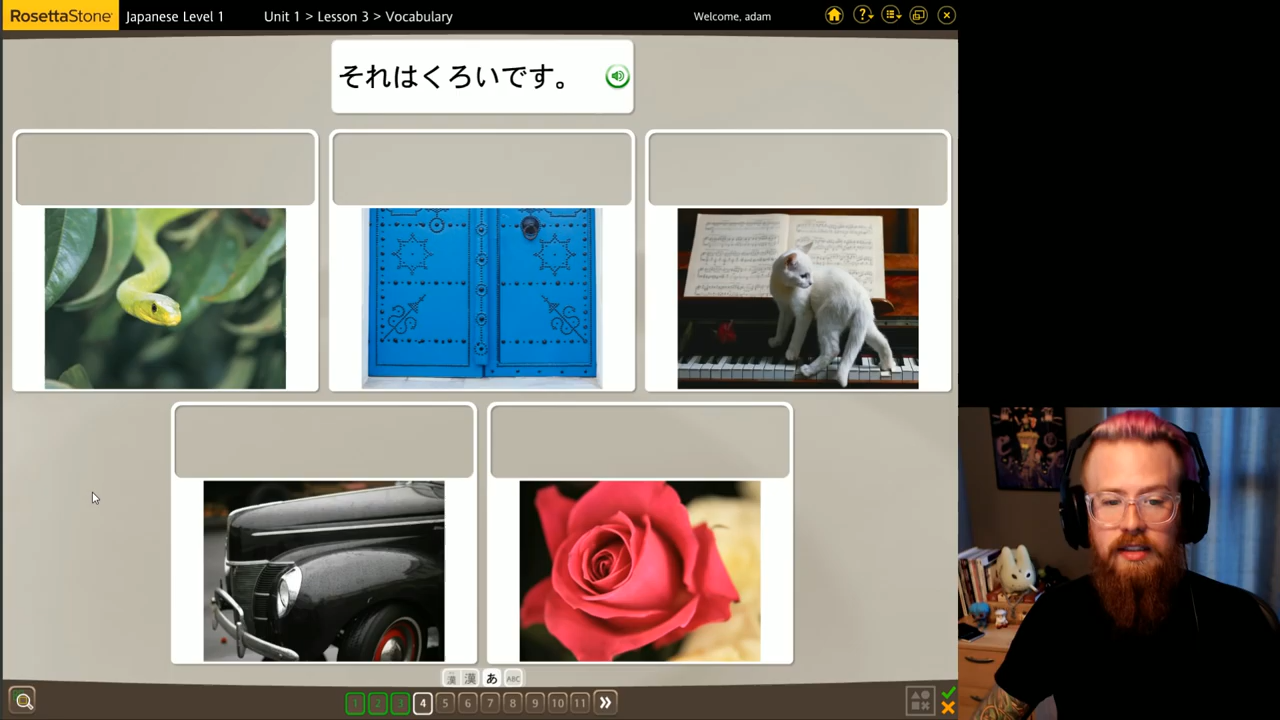 RosettaStone
Japanese Level 1
Unit 1 > Lesson 3 > Vocabulary
Welcome, adam
それはくろいです。
漢 漢 あ ABC
1 2 3 4 5 6 7 8 9 10 11